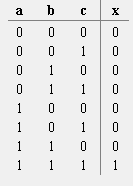 a b c x
0 0 0 0
0 0 1 0
0 1 0 0
0 1 1 0
1 0 0 0
1 0 1 0
1 1 0 0
1 1 1 1